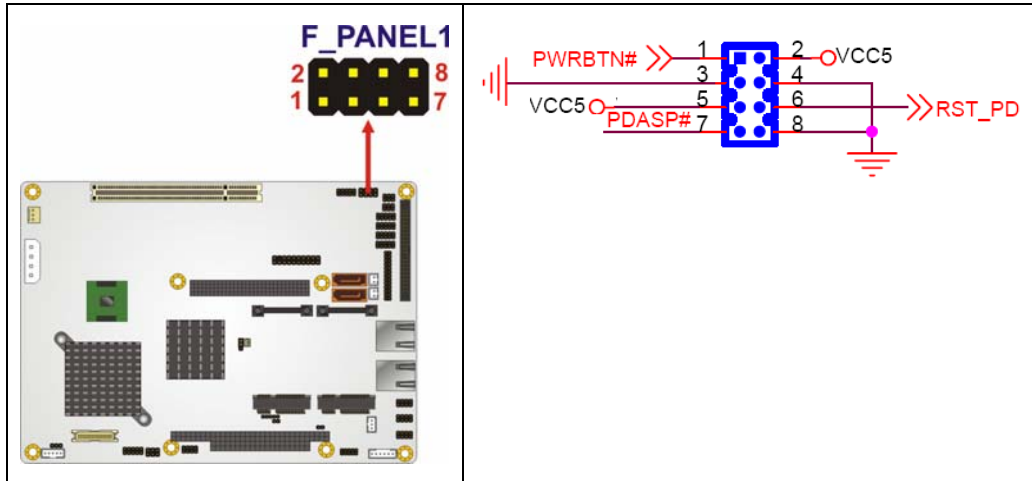 F_PANEL1
2 8
1 7
PWRBTN# 1 2 VCC5
3 4
VCC5 5 6 RST_PD
PDASP# 7 8